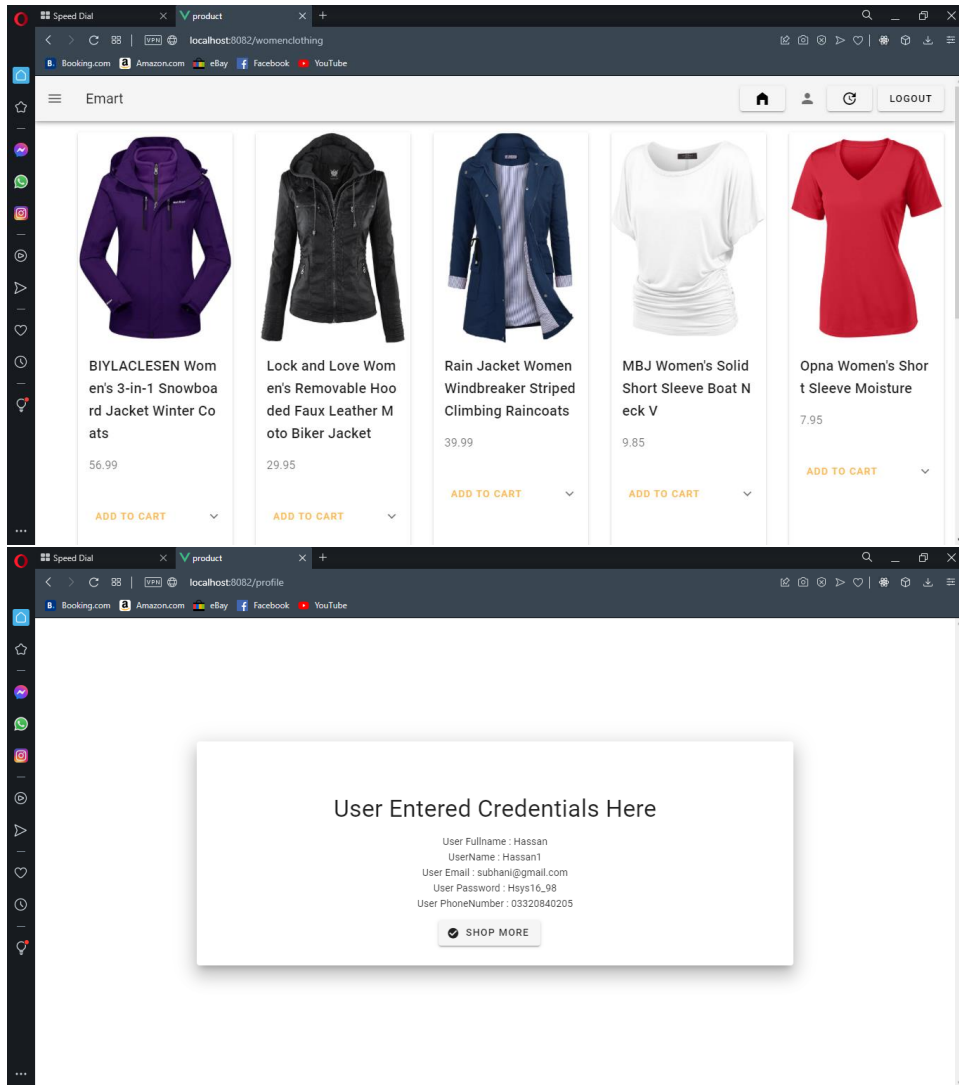 Speed Dial
product
VPN
localhost:8082/womenclothing
B. Booking.com
a Amazon.com
eBay
f Facebook
YouTube
Emart
LOGOUT
BIYLACLESEN Wom
en's 3-in-1 Snowboa
rd Jacket Winter Co
ats
56.99
ADD TO CART
Lock and Love Wom
en's Removable Hoo
ded Faux Leather M
oto Biker Jacket
29.95
ADD TO CART
Rain Jacket Women
Windbreaker Striped
Climbing Raincoats
39.99
ADD TO CART
MBJ Women's Solid
Short Sleeve Boat N
eck V
9.85
ADD TO CART
Opna Women's Shor
t Sleeve Moisture
7.95
ADD TO CART
Speed Dial
product
VPN
localhost:8082/profile
B. Booking.com
a Amazon.com
eBay
f Facebook
YouTube
User Entered Credentials Here
User Fullname : Hassan
UserName : Hassan1
User Email : subhani@gmail.com
User Password : Hsys16_98
User PhoneNumber : 03320840205
SHOP MORE